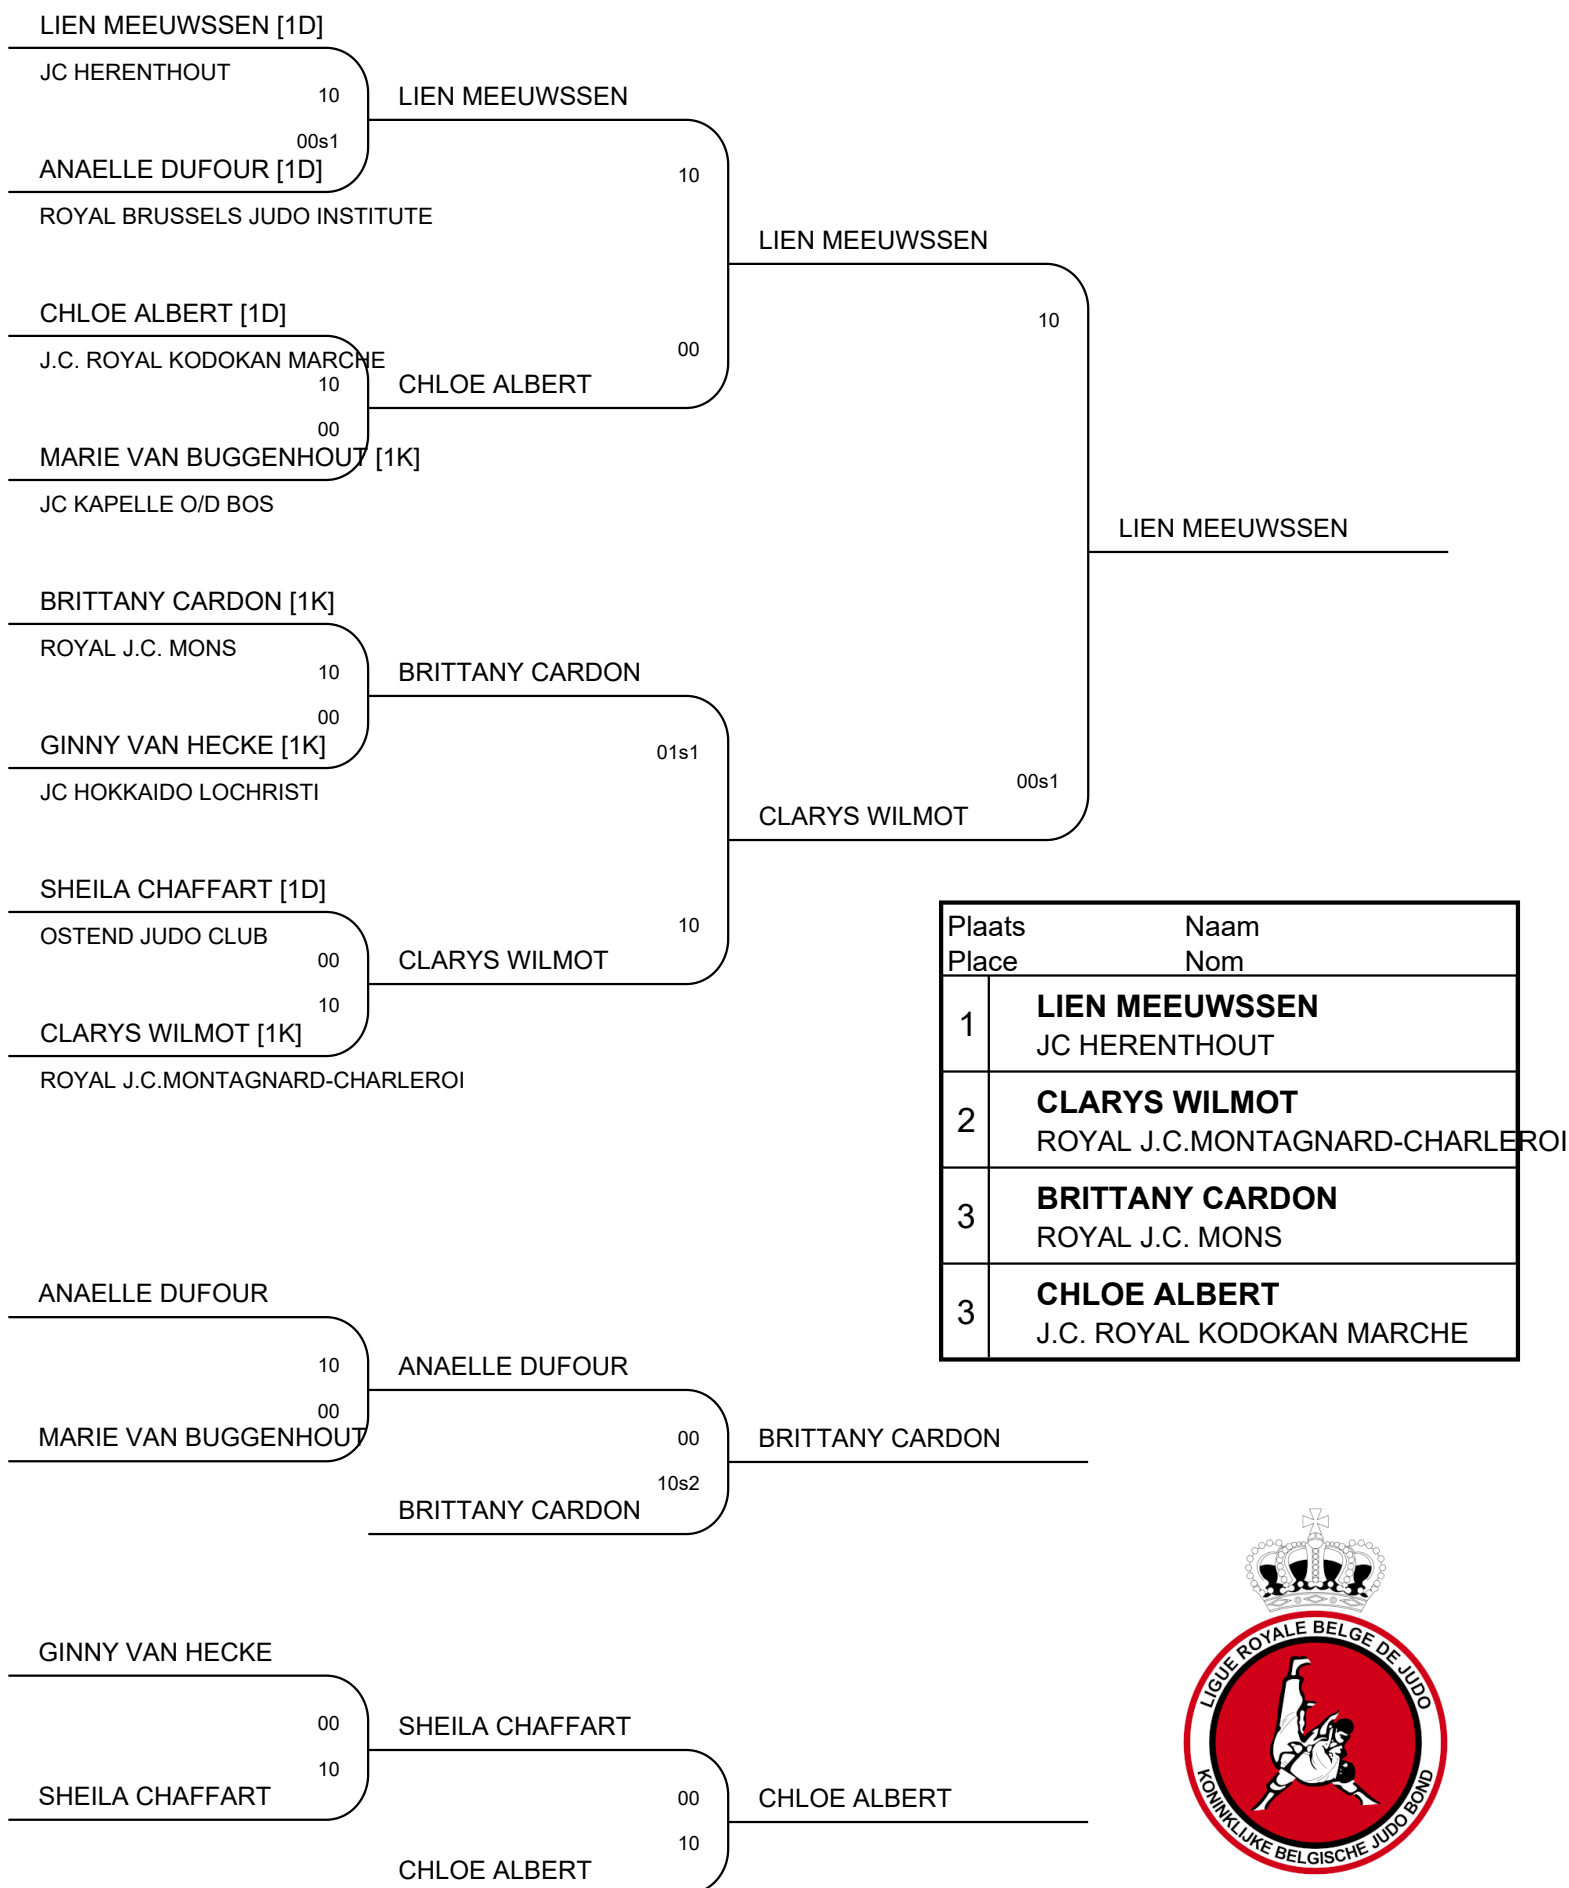 LIEN MEEUWSSEN [1D]
JC HERENTHOUT
10
00s1
ANAELLE DUFOUR [1D]
ROYAL BRUSSELS JUDO INSTITUTE
LIEN MEEUWSSEN
10
00
CHLOE ALBERT [1D]
J.C. ROYAL KODOKAN MARCHE
10
00
MARIE VAN BUGGENHOUT [1K]
JC KAPELLE O/D BOS
CHLOE ALBERT
LIEN MEEUWSSEN
10
00s1
LIEN MEEUWSSEN
BRITTANY CARDON [1K]
ROYAL J.C. MONS
10
00
GINNY VAN HECKE [1K]
JC HOKKAIDO LOCHRISTI
BRITTANY CARDON
01s1
10
CLARYS WILMOT
SHEILA CHAFFART [1D]
OSTEND JUDO CLUB
00
10
CLARYS WILMOT [1K]
ROYAL J.C.MONTAGNARD-CHARLEROI
CLARYS WILMOT
Plaats Naam
Place Nom
1 LIEN MEEUWSSEN
JC HERENTHOUT
2 CLARYS WILMOT
ROYAL J.C.MONTAGNARD-CHARLEROI
3 BRITTANY CARDON
ROYAL J.C. MONS
3 CHLOE ALBERT
J.C. ROYAL KODOKAN MARCHE
ANAELLE DUFOUR
10
00
MARIE VAN BUGGENHOUT
ANAELLE DUFOUR
00
10s2
BRITTANY CARDON
BRITTANY CARDON
GINNY VAN HECKE
00
10
SHEILA CHAFFART
SHEILA CHAFFART
00
10
CHLOE ALBERT
CHLOE ALBERT
LIGUE ROYALE BELGE DE JUDO
KONINKLIJKE BELGISCHE JUDO BOND